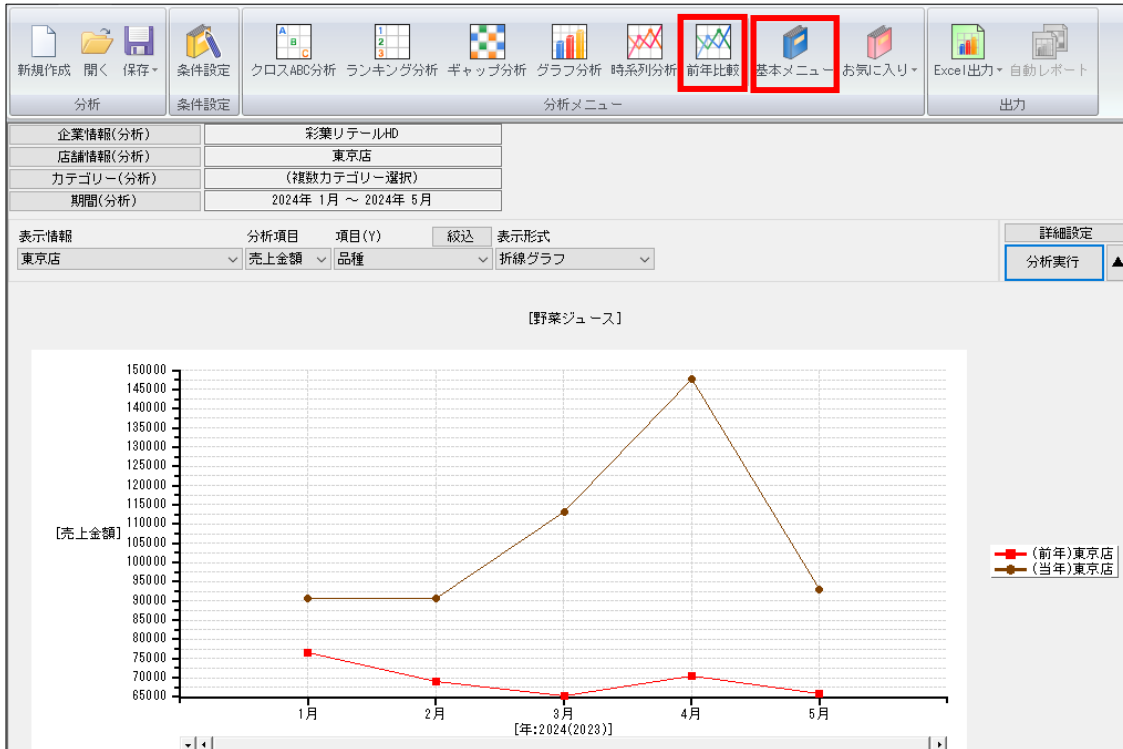 新規作成 開く 保存 条件設定 クロスABC分析 ランキング分析 ギャップ分析 グラフ分析 時系列分析 前年比較 基本メニュー お気に入り Excel出力 自動レポート
分析 条件設定 分析メニュー 出力
企業情報(分析) 彩葉リテールHD
店舗情報(分析) 東京店
カテゴリー(分析) (複数カテゴリー選択)
期間(分析) 2024年 1月 ～ 2024年 5月
表示情報 分析項目 項目(Y) 絞込 表示形式 詳細設定
東京店 売上金額 品種 折線グラフ 分析実行 ▲
[野菜ジュース]
150000
145000
140000
135000
130000
125000
120000
115000
110000
105000
[売上金額]
100000
95000
90000
85000
80000
75000
70000
65000
(前年)東京店
(当年)東京店
1月 2月 3月 4月 5月
[年:2024(2023)]